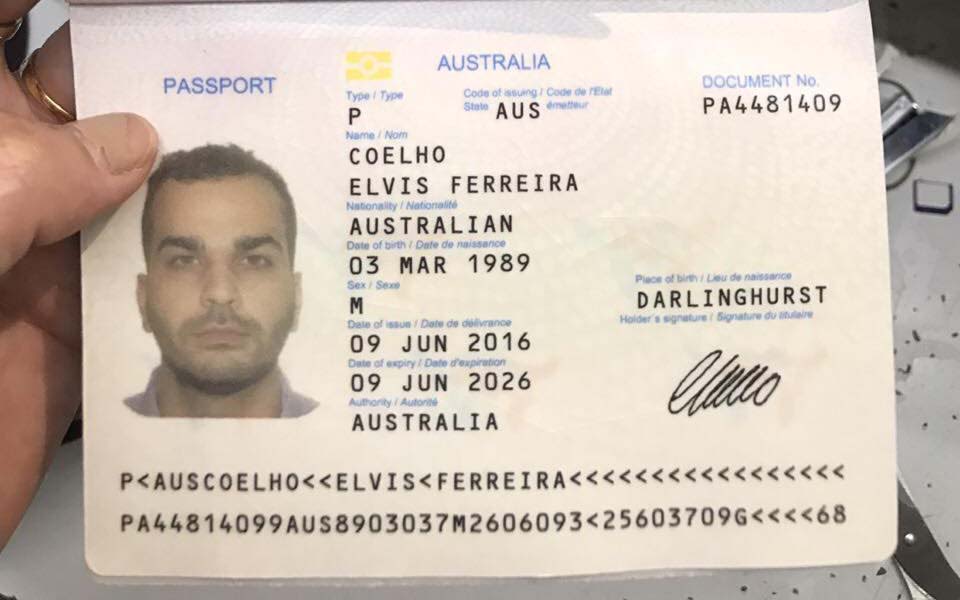 PASSPORT
AUSTRALIA
Type / Type
Code of issuing / Code de l'Etat
State
émetteur
DOCUMENT No.
P
AUS
PA4481409
Name / Nom
COELHO
ELVIS FERREIRA
Nationality / Nationalité
AUSTRALIAN
Date of birth / Date de naissance
03 MAR 1989
Sex / Sexe
Place of birth / Lieu de naissance
M
DARLINGHURST
Date of issue / Date de délivrance
Holder's signature / Signature du titulaire
09 JUN 2016
Date of expiry / Date d'expiration
09 JUN 2026
Authority / Autorité
AUSTRALIA
P<AUSCOELHO<<ELVIS<FERREIRA<<<<<<<<<<<<<<<<<
PA44814099AUS8903037M2606093<25603709G<<<<68